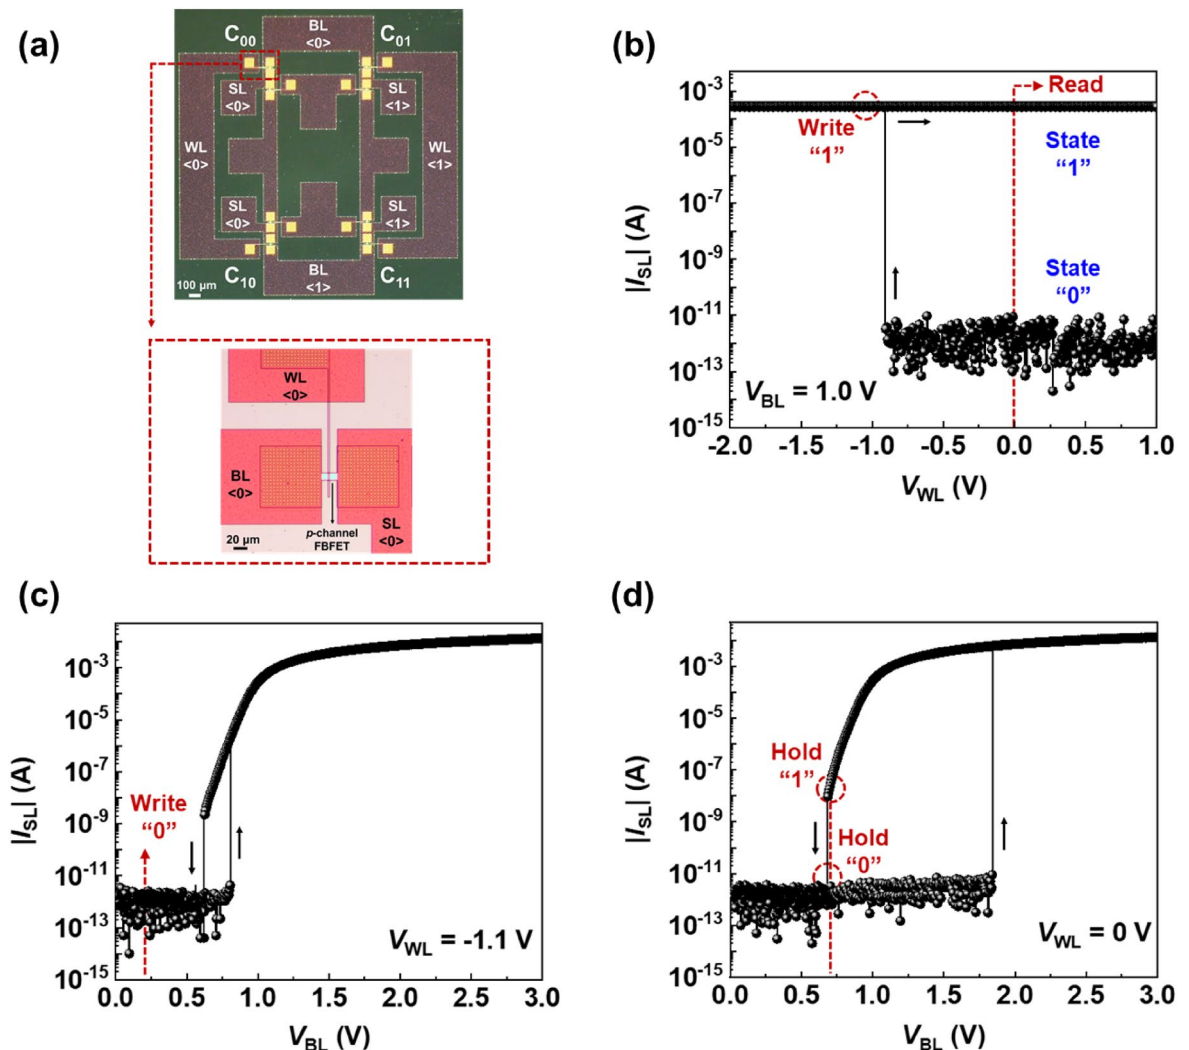 (a)
C00
BL
<0>
C01
SL
<0>
SL
<1>
WL
<0>
WL
<1>
SL
<0>
SL
<1>
C10
BL
<1>
C11
100 μm
WL
<0>
BL
<0>
SL
<0>
20 μm
p-channel
FBFET
(b)
10-3
10-5
10-7
10-9
10-11
10-13
10-15
|ISL| (A)
Read
Write
“1”
State
“1”
State
“0”
VBL = 1.0 V
-2.0 -1.5 -1.0 -0.5 0.0 0.5 1.0
VWL (V)
(c)
10-3
10-5
10-7
10-9
10-11
10-13
10-15
|ISL| (A)
Write
“0”
VWL = -1.1 V
0.0 0.5 1.0 1.5 2.0 2.5 3.0
VBL (V)
(d)
10-3
10-5
10-7
10-9
10-11
10-13
10-15
|ISL| (A)
Hold
“1”
Hold
“0”
VWL = 0 V
0.0 0.5 1.0 1.5 2.0 2.5 3.0
VBL (V)